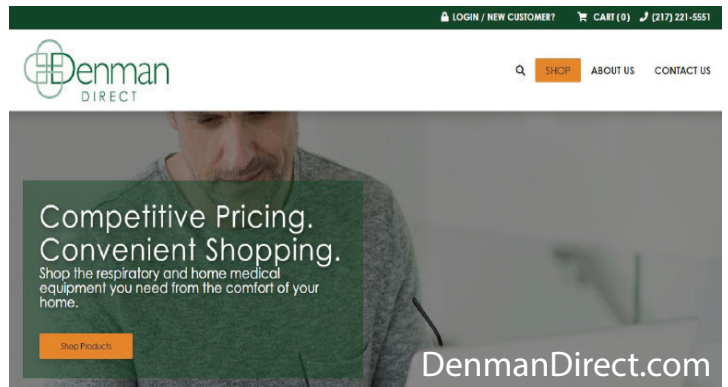 LOGIN / NEW CUSTOMER? CART (0) (217) 221-5551
Denman
DIRECT
SHOP ABOUT US CONTACT US
Competitive Pricing.
Convenient Shopping.
Shop the respiratory and home medical
equipment you need from the comfort of your
home.
Shop Products
DenmanDirect.com